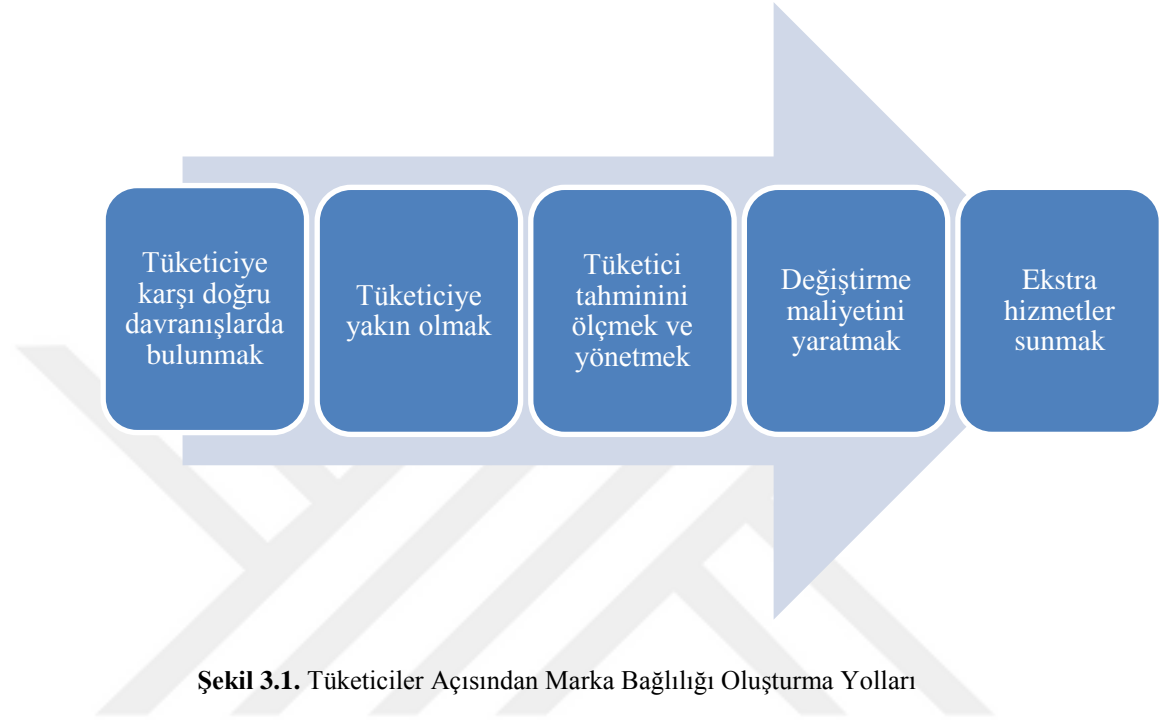 Tüketiciye
karşı doğru
davranışlarda
bulunmak
Tüketiciye
yakın olmak
Tüketici
tahminini
ölçmek ve
yönetmek
Değiştirme
maliyetini
yaratmak
Ekstra
hizmetler
sunmak
Şekil 3.1. Tüketiciler Açısından Marka Bağlılığı Oluşturma Yolları